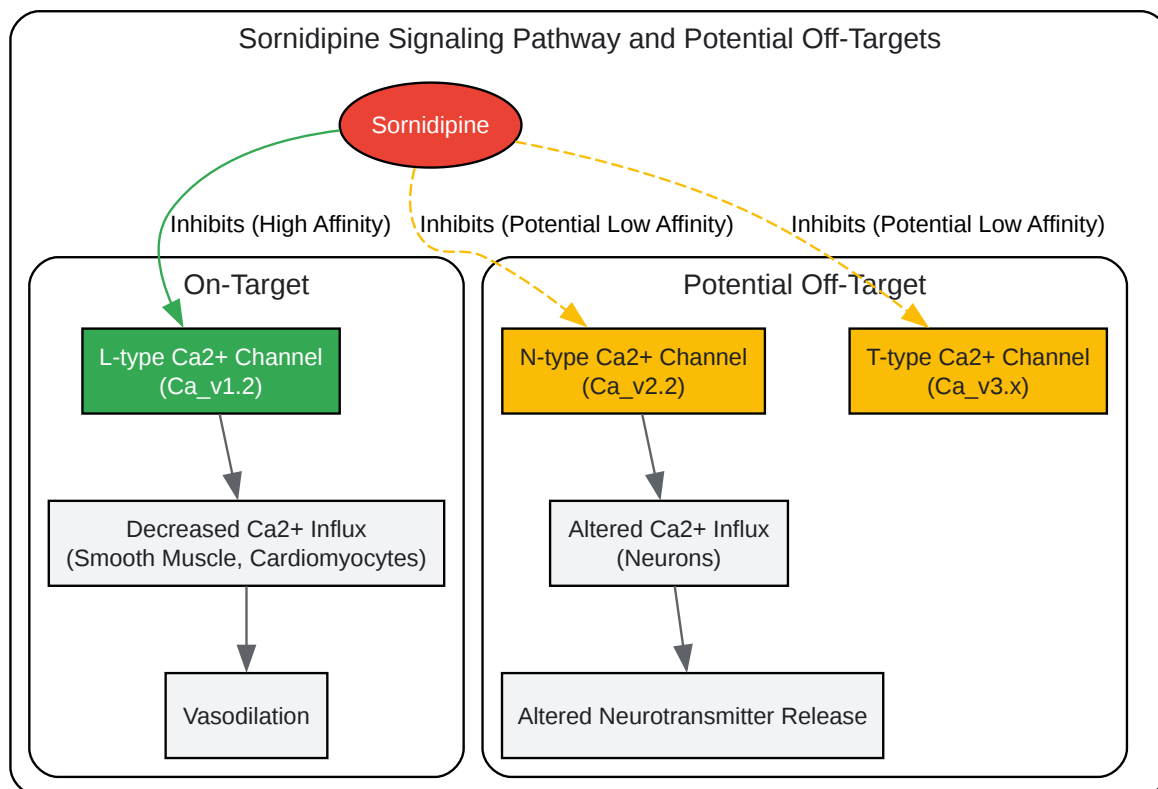 Sornidipine Signaling Pathway and Potential Off-Targets
Sornidipine
Inhibits (High Affinity)
Inhibits (Potential Low Affinity)
Inhibits (Potential Low Affinity)
On-Target
L-type Ca2+ Channel
(Ca_v1.2)
Decreased Ca2+ Influx
(Smooth Muscle, Cardiomyocytes)
Vasodilation
Potential Off-Target
N-type Ca2+ Channel
(Ca_v2.2)
T-type Ca2+ Channel
(Ca_v3.x)
Altered Ca2+ Influx
(Neurons)
Altered Neurotransmitter Release